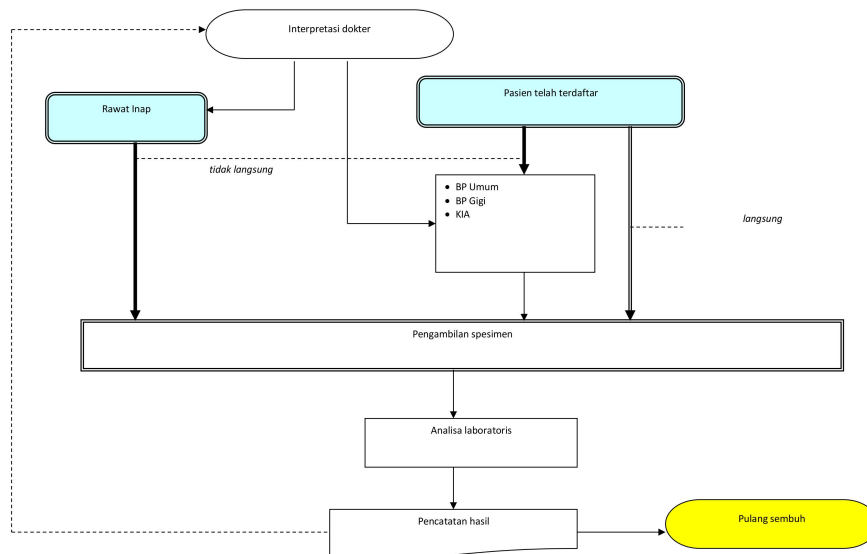 Interpretasi dokter
Pasien telah terdaftar
Rawat Inap
tidak langsung
• BP Umum
• BP Gigi
• KIA
langsung
Pengambilan spesimen
Analisa laboratoris
Pencatatan hasil
Pulang sembuh